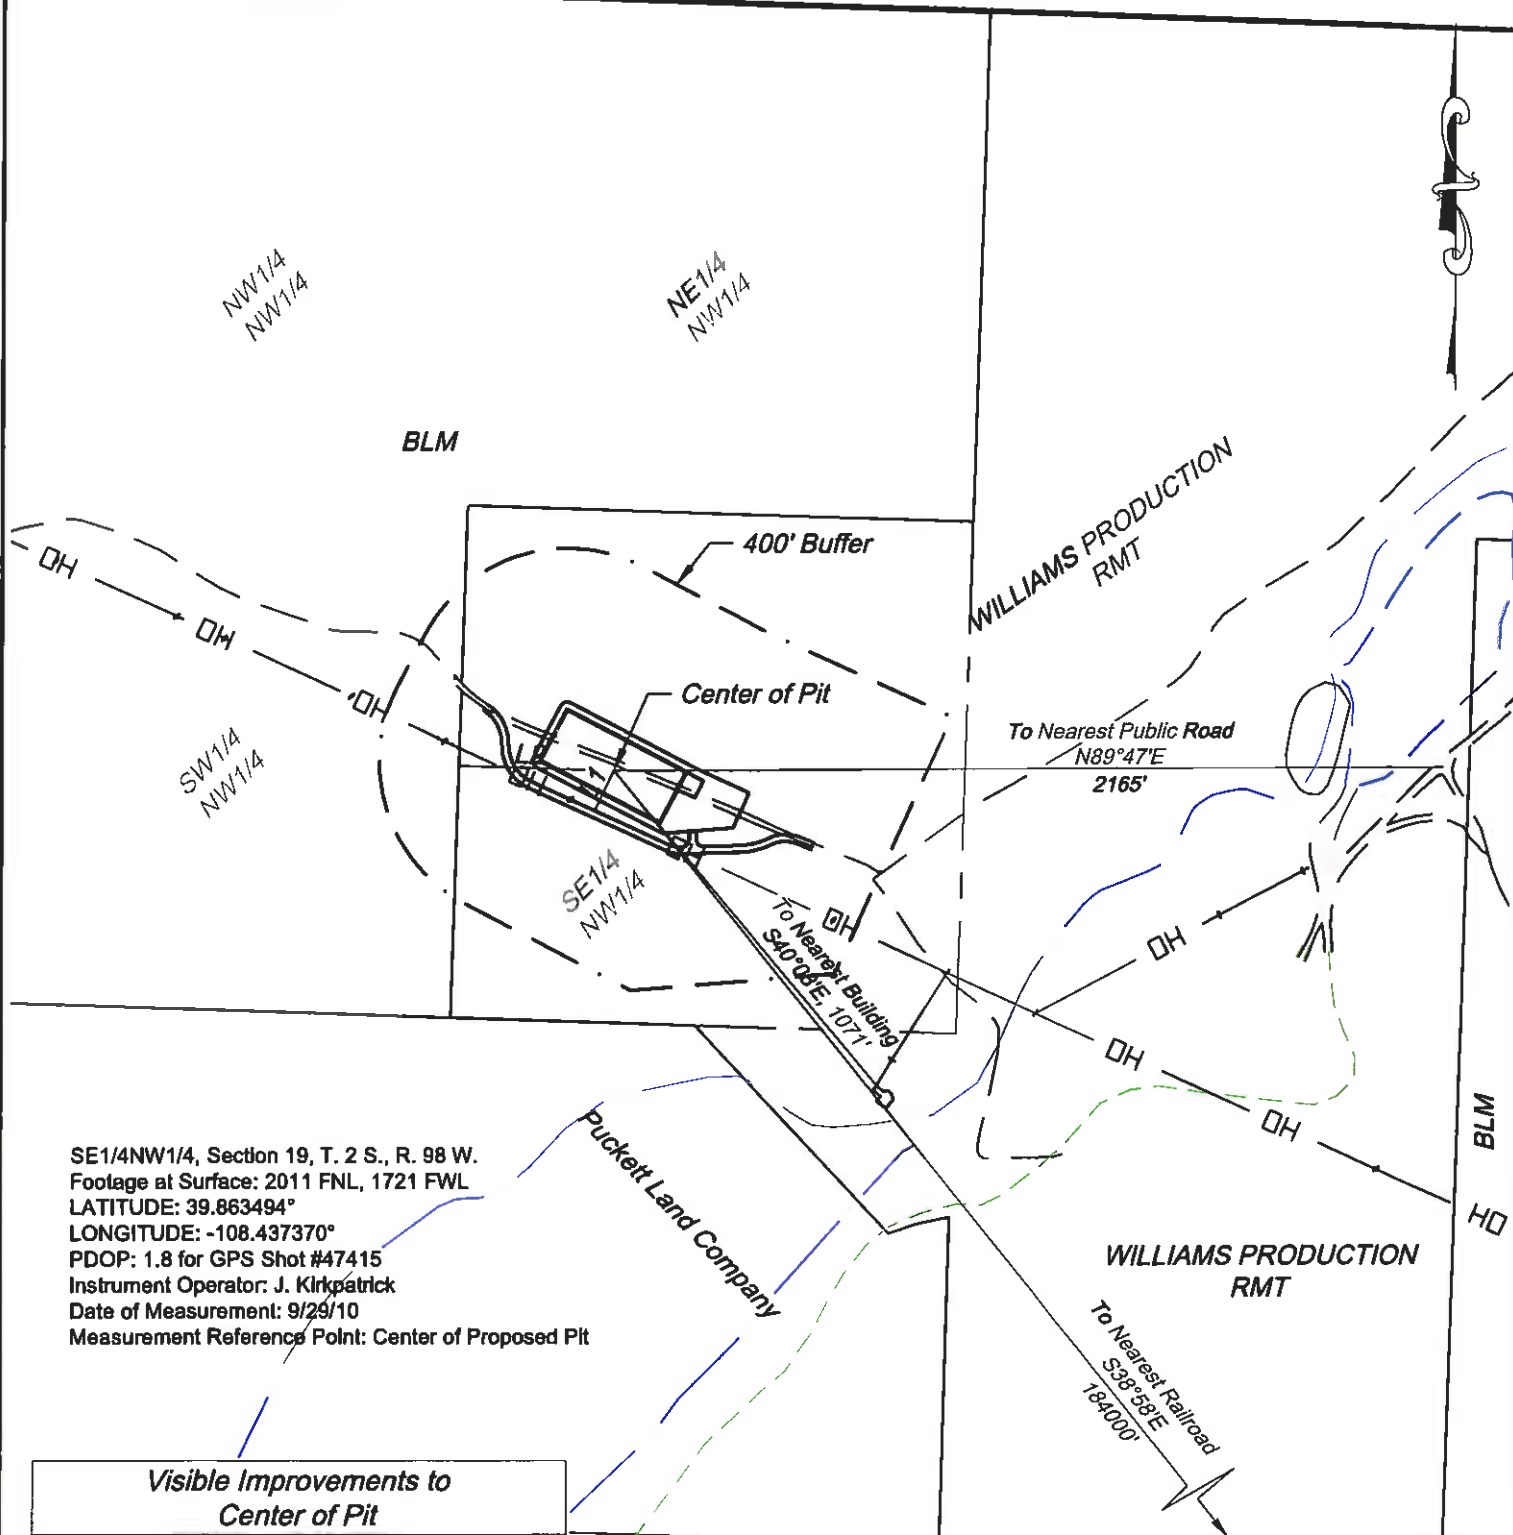 NW1/4
NW1/4
NE1/4
NW1/4
BLM
400' Buffer
WILLIAMS PRODUCTION
RMT
OH
OH
OH
Center of Pit
To Nearest Public Road
N89°47'E
2165'
SW1/4
NW1/4
SE1/4
NW1/4
OH
To Nearest Building
S40°08'E, 1071'
OH
OH
OH
OH
BLM
Puckett Land Company
SE1/4NW1/4, Section 19, T. 2 S., R. 98 W.
Footage at Surface: 2011 FNL, 1721 FWL
LATITUDE: 39.863494°
LONGITUDE: -108.437370°
PDOP: 1.8 for GPS Shot #47415
Instrument Operator: J. Kirkpatrick
Date of Measurement: 9/29/10
Measurement Reference Point: Center of Proposed Pit
WILLIAMS PRODUCTION
RMT
To Nearest Railroad
S38°58'E
184000'
Visible Improvements to
Center of Pit